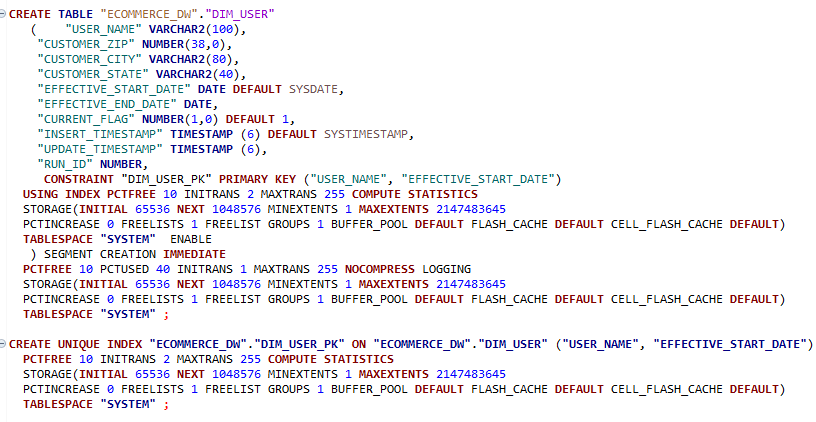 CREATE TABLE "ECOMMERCE_DW"."DIM_USER"
( "USER_NAME" VARCHAR2(100),
"CUSTOMER_ZIP" NUMBER(38,0),
"CUSTOMER_CITY" VARCHAR2(80),
"CUSTOMER_STATE" VARCHAR2(40),
"EFFECTIVE_START_DATE" DATE DEFAULT SYSDATE,
"EFFECTIVE_END_DATE" DATE,
"CURRENT_FLAG" NUMBER(1,0) DEFAULT 1,
"INSERT_TIMESTAMP" TIMESTAMP (6) DEFAULT SYSTIMESTAMP,
"UPDATE_TIMESTAMP" TIMESTAMP (6),
"RUN_ID" NUMBER,
CONSTRAINT "DIM_USER_PK" PRIMARY KEY ("USER_NAME", "EFFECTIVE_START_DATE")
USING INDEX PCTFREE 10 INITRANS 2 MAXTRANS 255 COMPUTE STATISTICS
STORAGE(INITIAL 65536 NEXT 1048576 MINEXTENTS 1 MAXEXTENTS 2147483645
PCTINCREASE 0 FREELISTS 1 FREELIST GROUPS 1 BUFFER_POOL DEFAULT FLASH_CACHE DEFAULT CELL_FLASH_CACHE DEFAULT)
TABLESPACE "SYSTEM" ENABLE
) SEGMENT CREATION IMMEDIATE
PCTFREE 10 PCTUSED 40 INITRANS 1 MAXTRANS 255 NOCOMPRESS LOGGING
STORAGE(INITIAL 65536 NEXT 1048576 MINEXTENTS 1 MAXEXTENTS 2147483645
PCTINCREASE 0 FREELISTS 1 FREELIST GROUPS 1 BUFFER_POOL DEFAULT FLASH_CACHE DEFAULT CELL_FLASH_CACHE DEFAULT)
TABLESPACE "SYSTEM" ;
CREATE UNIQUE INDEX "ECOMMERCE_DW"."DIM_USER_PK" ON "ECOMMERCE_DW"."DIM_USER" ("USER_NAME", "EFFECTIVE_START_DATE")
PCTFREE 10 INITRANS 2 MAXTRANS 255 COMPUTE STATISTICS
STORAGE(INITIAL 65536 NEXT 1048576 MINEXTENTS 1 MAXEXTENTS 2147483645
PCTINCREASE 0 FREELISTS 1 FREELIST GROUPS 1 BUFFER_POOL DEFAULT FLASH_CACHE DEFAULT CELL_FLASH_CACHE DEFAULT)
TABLESPACE "SYSTEM" ;